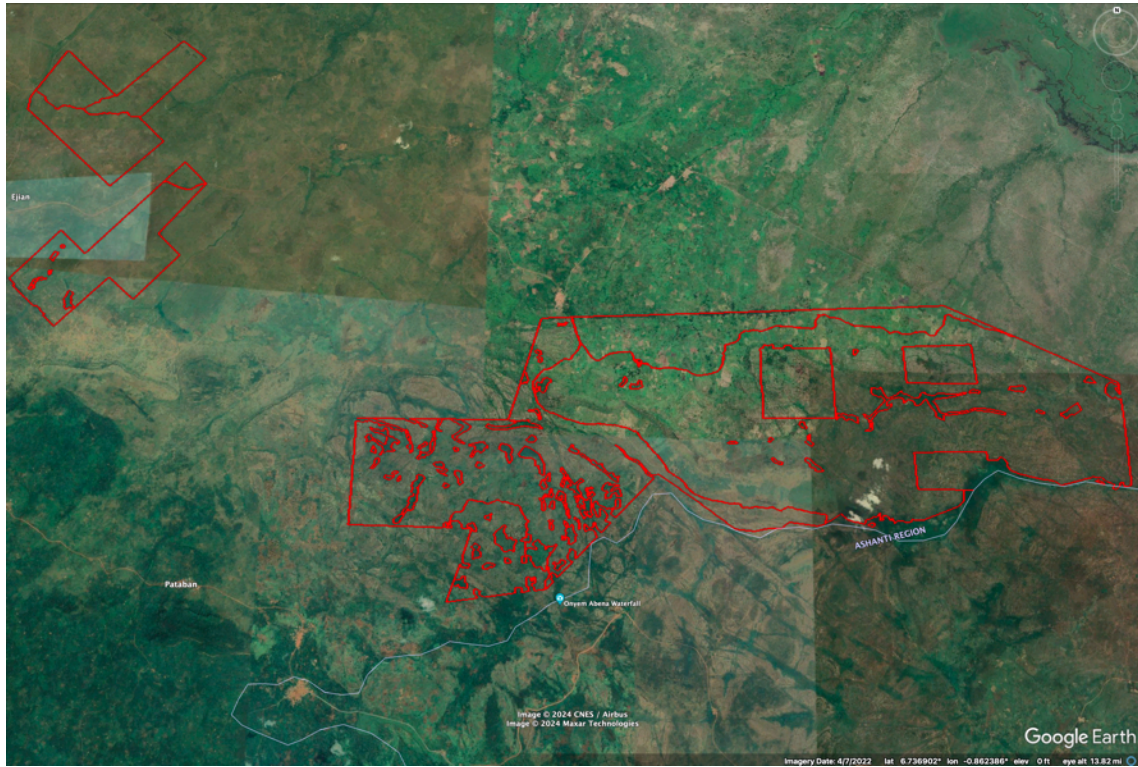 Ejian
ASHANTI REGION
Pataban
Onyem Abena Waterfall
Image © 2024 CNES / Airbus
Image © 2024 Maxar Technologies
Google Earth
Imagery Date: 4/7/2022 lat 6.736902° lon -0.862386° elev 0 ft eye alt 13.82 mi